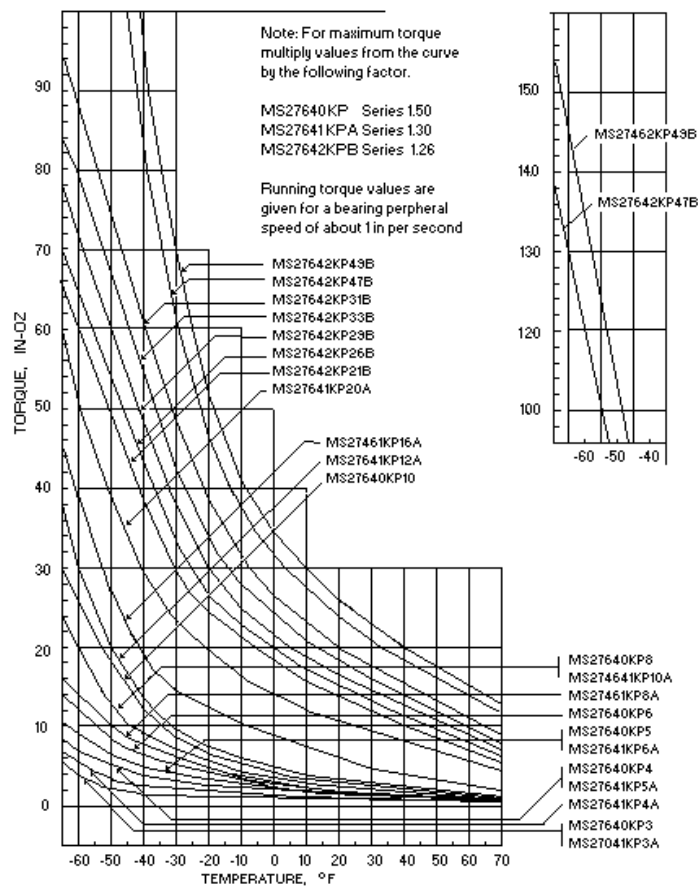 Note: For maximum torque
multiply values from the curve
by the following factor.
MS27640KP Series 1.50
MS27641KPA Series 1.30
MS27642KPB Series 1.26
Running torque values are
given for a bearing perpheral
speed of about 1 in per second
TORQUE, IN-OZ
90
80
70
60
50
40
30
20
10
0
-60 -50 -40 -30 -20 -10 0 10 20 30 40 50 60 70
TEMPERATURE, °F
MS27642KP49B
MS27642KP47B
MS27642KP31B
MS27642KP33B
MS27642KP29B
MS27642KP26B
MS27642KP21B
MS27641KP20A
MS27461KP16A
MS27641KP12A
MS27640KP10
MS27640KP8
MS274641KP10A
MS27461KP8A
MS27640KP6
MS27640KP5
MS27641KP6A
MS27640KP4
MS27641KP5A
MS27641KP4A
MS27640KP3
MS27041KP3A
150
140
130
120
100
-60 -50 -40
MS27462KP49B
MS27642KP47B